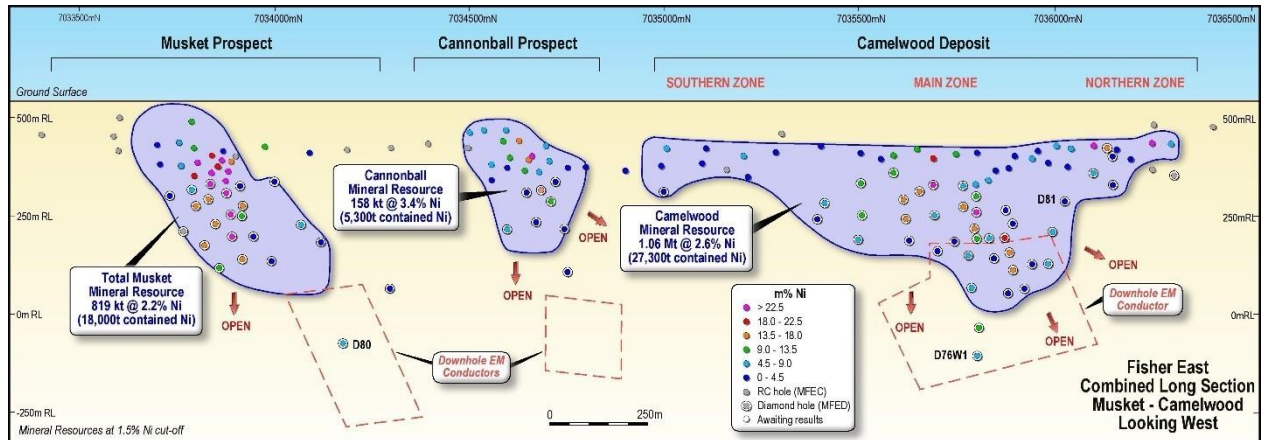 7033500mN 7034000mN 7034500mN 7035000mN 7035500mN 7036000mN 7036500mN
Musket Prospect
Cannonball Prospect
Camelwood Deposit
SOUTHERN ZONE
MAIN ZONE
NORTHERN ZONE
Ground Surface
500m RL
500m RL
Cannonball
Mineral Resource
158 kt @ 3.4% Ni
(5,300t contained Ni)
D81
250m RL
250mRL
OPEN
Camelwood
Mineral Resource
1.06 Mt @ 2.6% Ni
(27,300t contained Ni)
Total Musket
Mineral Resource
819 kt @ 2.2% Ni
(18,000t contained Ni)
OPEN
OPEN
OPEN
m% Ni
> 22.5
18.0 - 22.5
13.5 - 18.0
9.0 - 13.5
4.5 - 9.0
0 - 4.5
RC hole (MFEC)
Diamond hole (MFED)
Awaiting results
Downhole EM
Conductor
0m RL
0mRL
OPEN
OPEN
D80
Downhole EM
Conductors
D76W1
Fisher East
Combined Long Section
Musket - Camelwood
Looking West
-250m RL
0 250m
Mineral Resources at 1.5% Ni cut-off